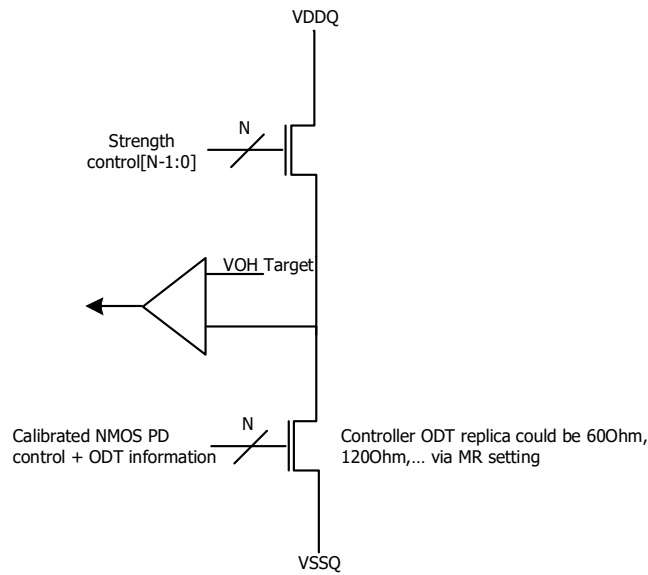 VDDQ
N
Strength
control[N-1:0]
VOH Target
N
Calibrated NMOS PD
control + ODT information
Controller ODT replica could be 60Ohm,
120Ohm,... via MR setting
VSSQ